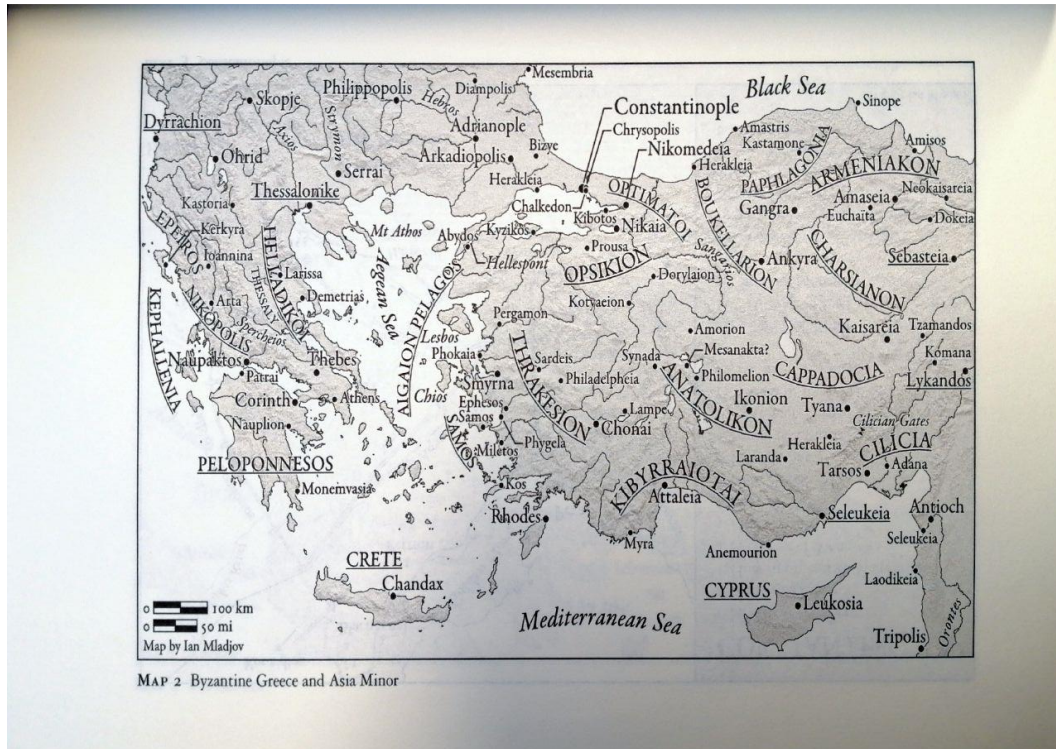 Mesembria
Black Sea
Sinope
Skopje
Philippopolis
Diampolis
Hebros
Constantinople
Dyrrachion
Axios
Strymon
Adrianople
Chrysopolis
Amastris
Kastamone
PAPHLAGONIA
Amisos
Ohrid
Arkadiopolis
Bizye
Nikomedeia
Herakleia
ARMENIAKON
Serrai
Herakleia
OPTIMATOI
BOUKELLARION
Neokaisareia
Thessalonike
Chalkedon
Kibotos
Gangra
Amaseia
Euchaïta
Dokeia
Kastoria
Mt Athos
Abydos
Kyzikos
Nikaia
EPEIROS
Kerkyra
HELLADIKOI
Hellespont
Prousa
Sangarios
CHARSIANON
Ioannina
Aegean Sea
OPSIKION
Ankyra
Sebasteia
Larissa
THESSALY
Dorylaion
KEPHALENIA
NIKOPOLIS
Arta
Demetrias
AIGAION PELAGOS
Kotyaeion
Pergamon
Spercheios
Lesbos
THRAKESION
Amorion
Kaisareia
Tzamandos
Naupaktos
Thebes
Phokaia
Sardeis
Synada
Mesanakta?
Komana
Patrai
Smyrna
Philadelpheia
ANATOLIKON
Philomelion
CAPPADOCIA
Lykandos
Corinth
Athens
Chios
Ephesos
Samos
Lampe
Ikonion
Tyana
Nauplion
SAMOS
Phygela
Chonai
Cilician Gates
Miletos
Herakleia
PELOPONNESOS
Laranda
CILICIA
Tarsos
Adana
Monemvasia
Kos
KIBYRRAIOTAI
Attaleia
Rhodes
Seleukeia
Antioch
Myra
Anemourion
Seleukeia
CRETE
Chandax
CYPRUS
Laodikeia
Leukosia
Orontes
0 100 km
0 50 mi
Mediterranean Sea
Tripolis
Map by Ian Mladjov
MAP 2 Byzantine Greece and Asia Minor